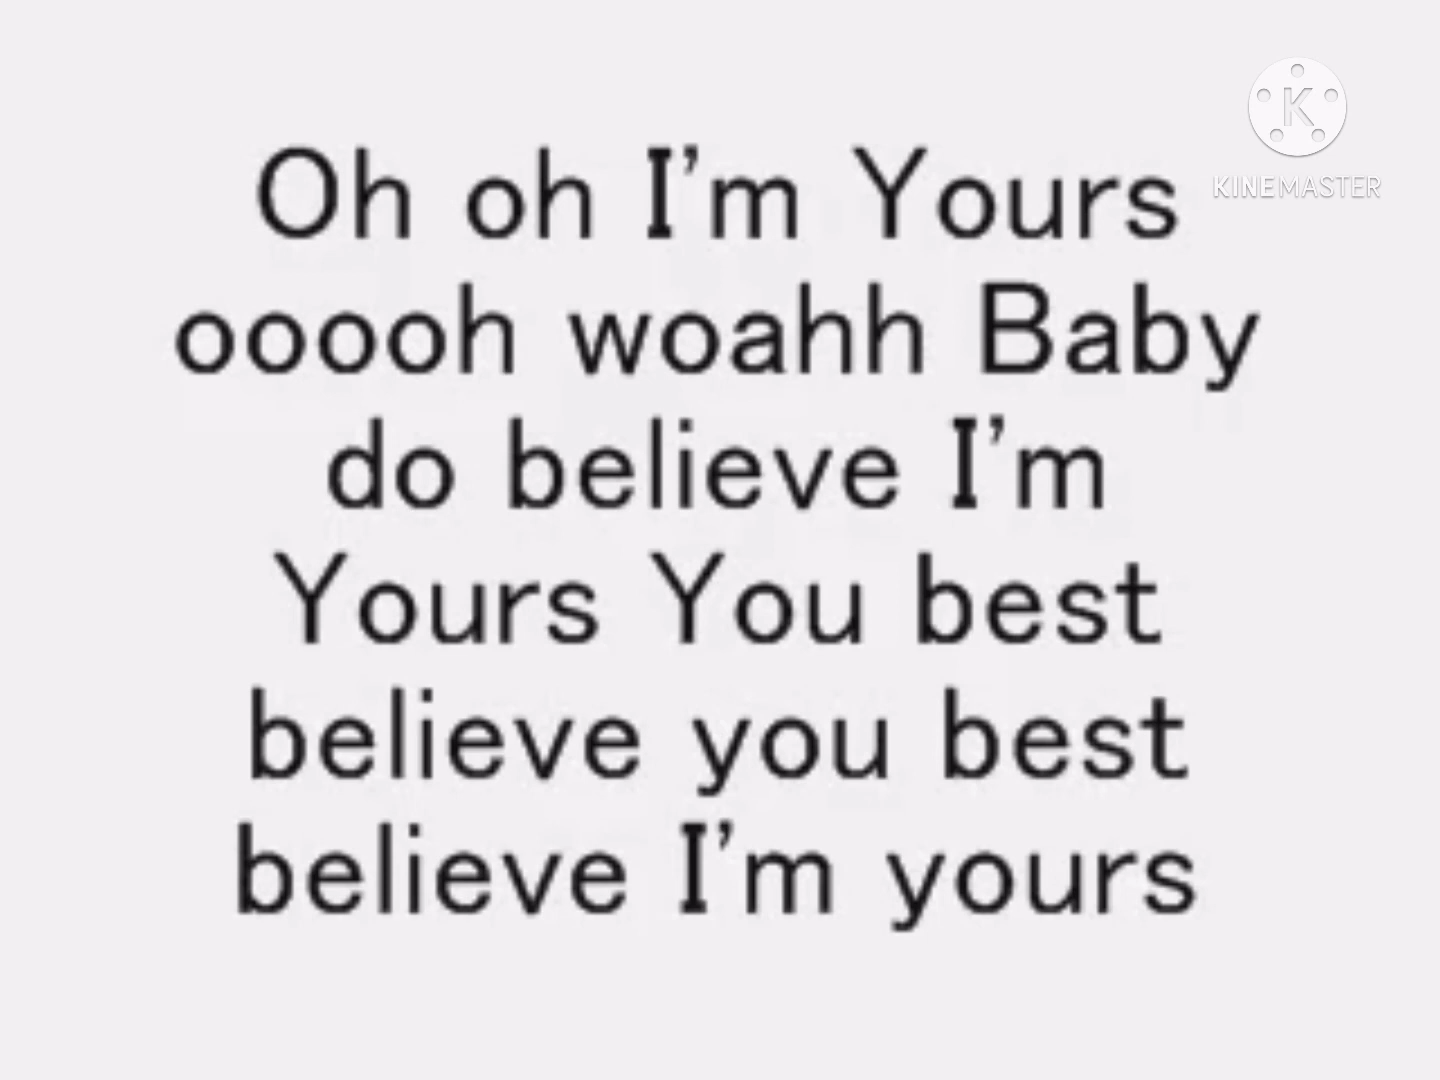 Oh oh I'm Yours
ooooh woahh Baby
do believe I'm
Yours You best
believe you best
believe I'm yours
K
KINEMASTER